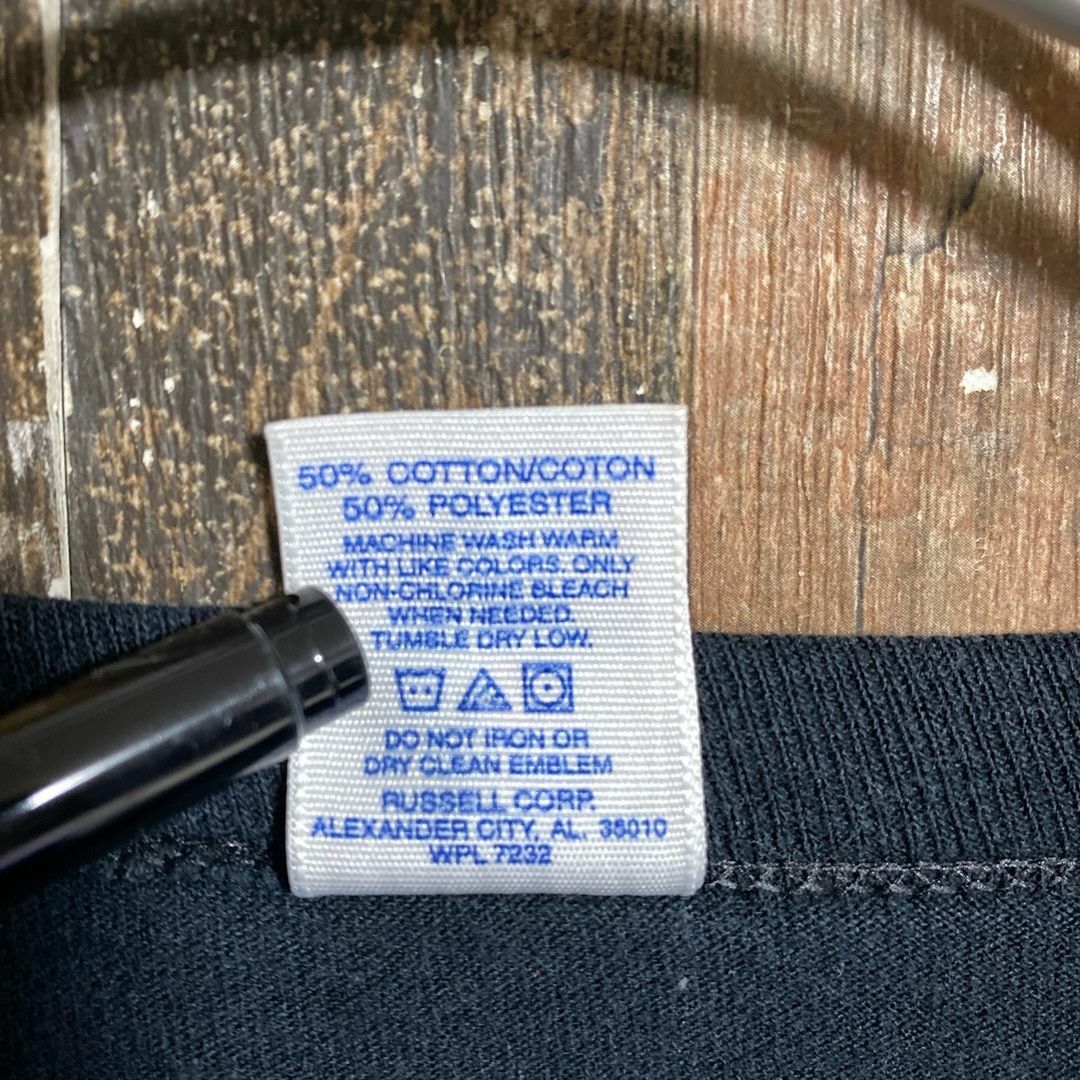 50% COTTON/COTON
50% POLYESTER
MACHINE WASH WARM
WITH LIKE COLORS. ONLY
NON-CHLORINE BLEACH
WHEN NEEDED.
TUMBLE DRY LOW.
DO NOT IRON OR
DRY CLEAN EMBLEM
RUSSELL CORP.
ALEXANDER CITY, AL. 35010
WPL 7232